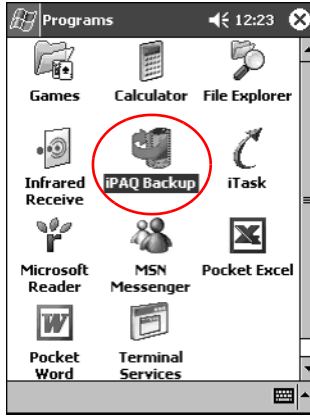 Programs 12:23
Games Calculator File Explorer
Infrared Receive iPAQ Backup iTask
Microsoft Reader MSN Messenger Pocket Excel
Pocket Word Terminal Services